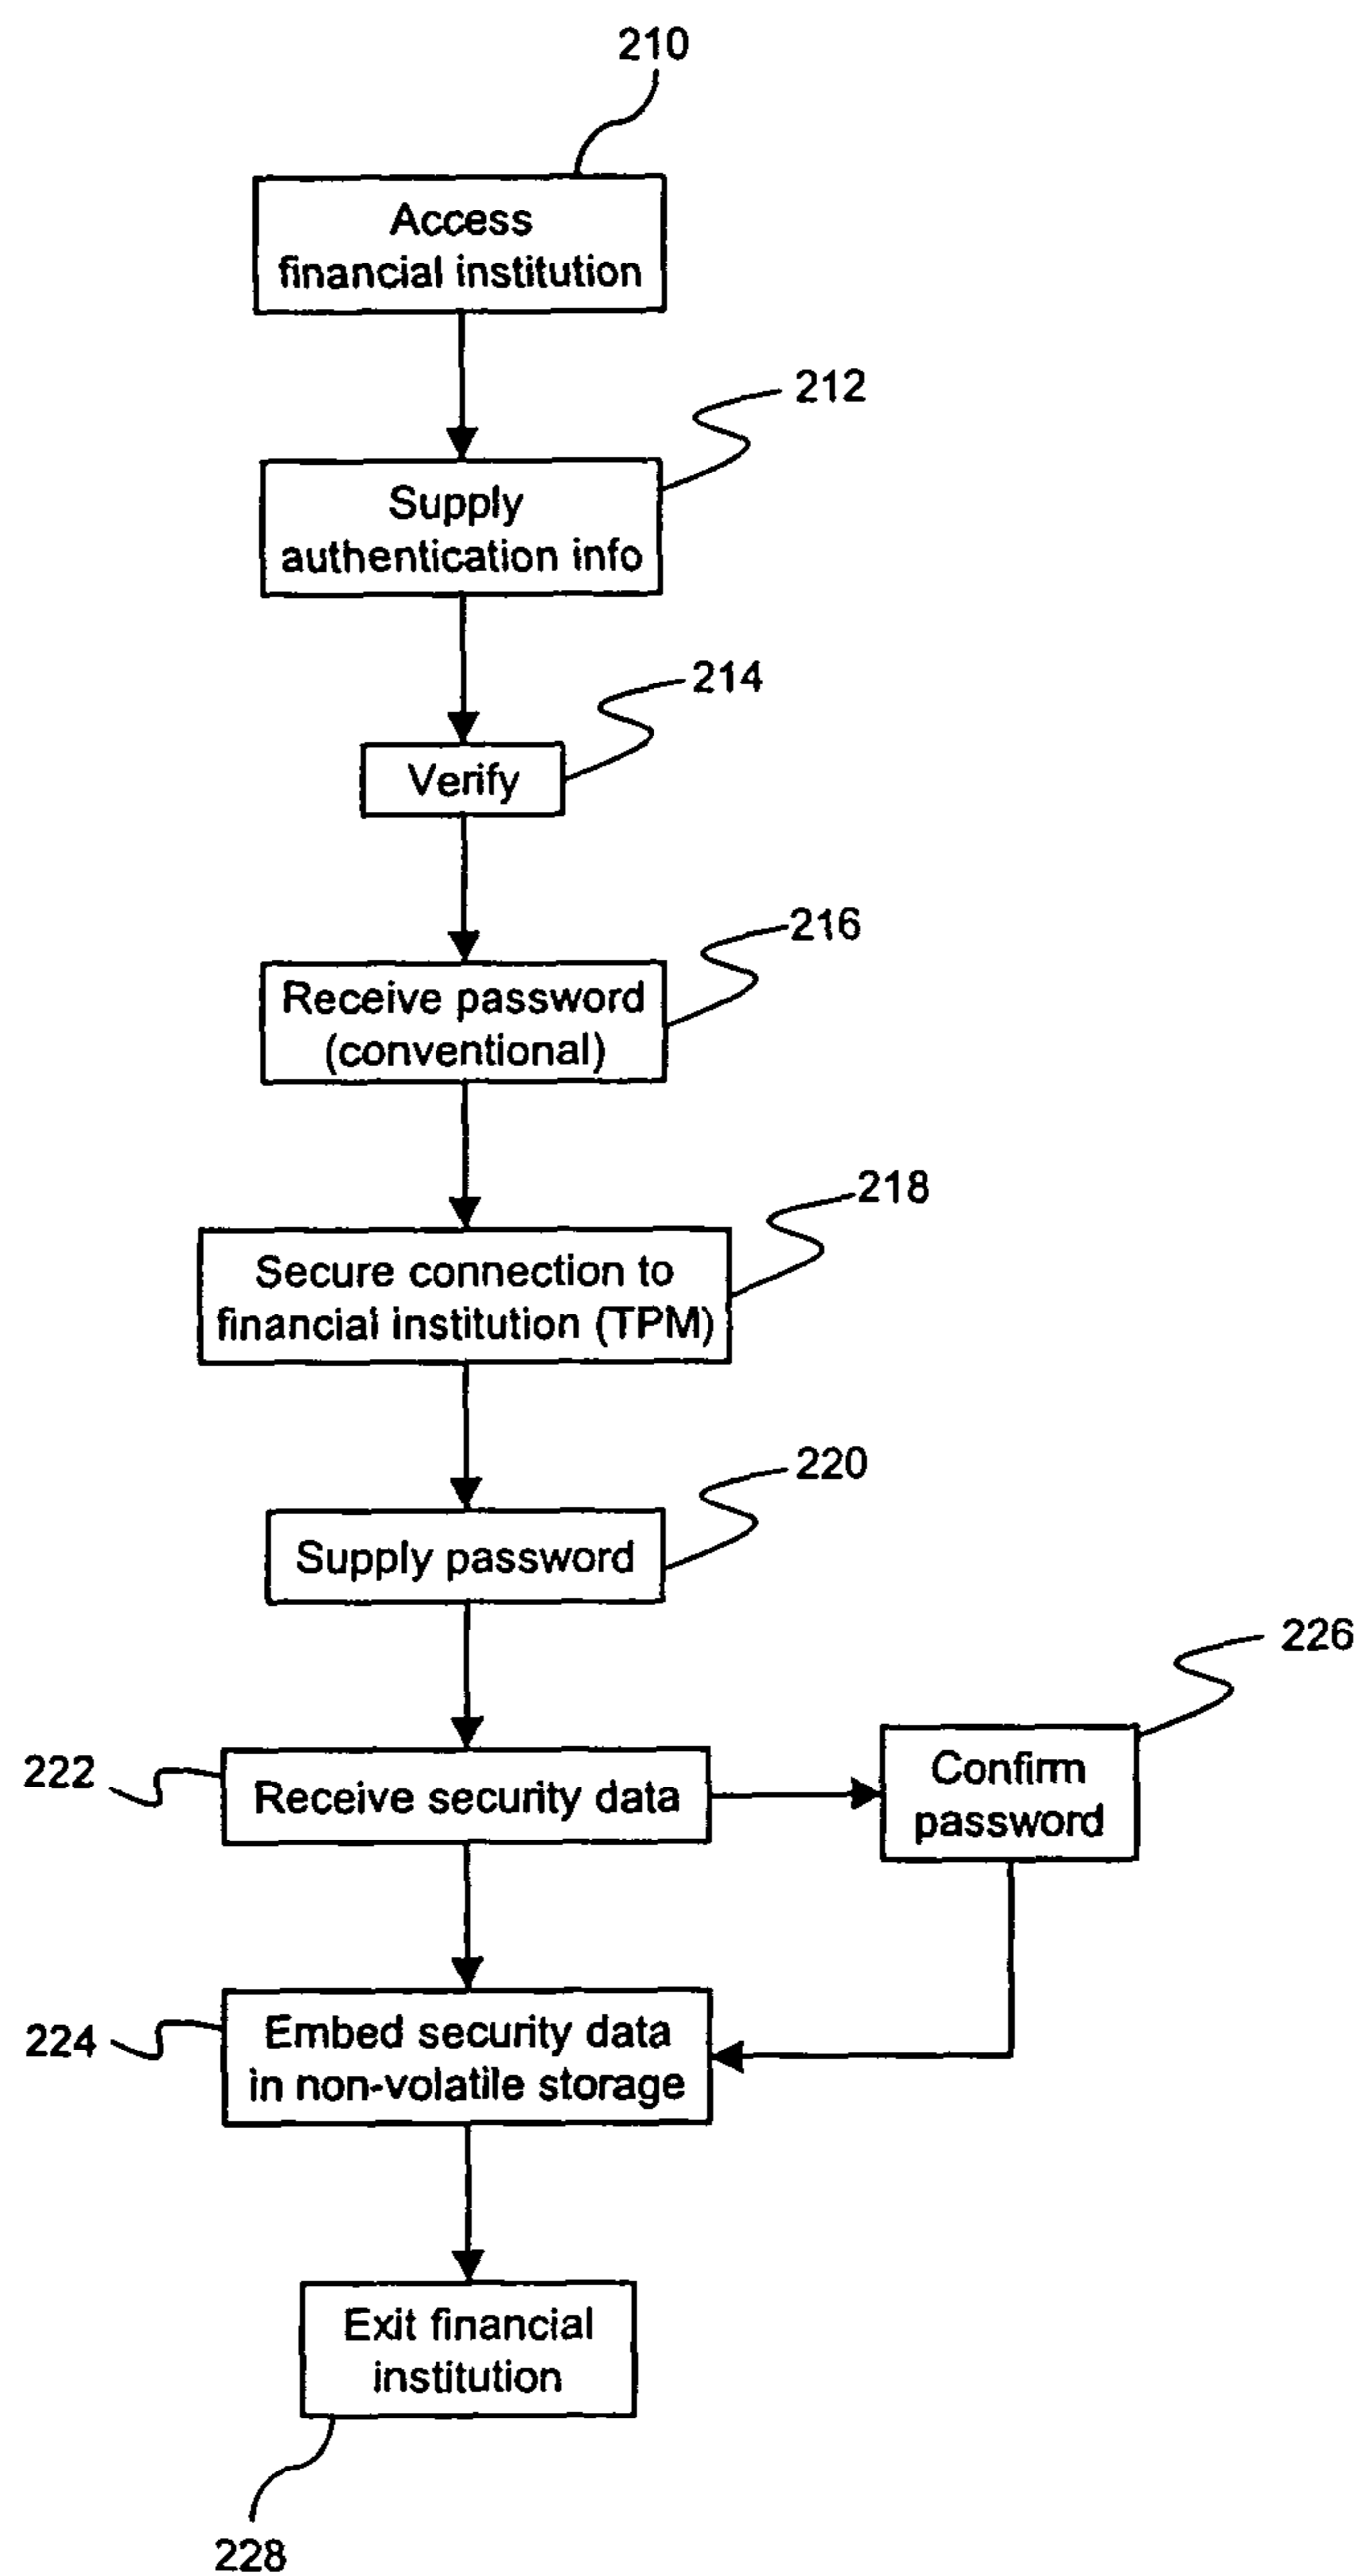 210
Access
financial institution
212
Supply
authentication info
214
Verify
216
Receive password
(conventional)
218
Secure connection to
financial institution (TPM)
220
Supply password
226
222
Receive security data
Confirm
password
224
Embed security data
in non-volatile storage
Exit financial
institution
228